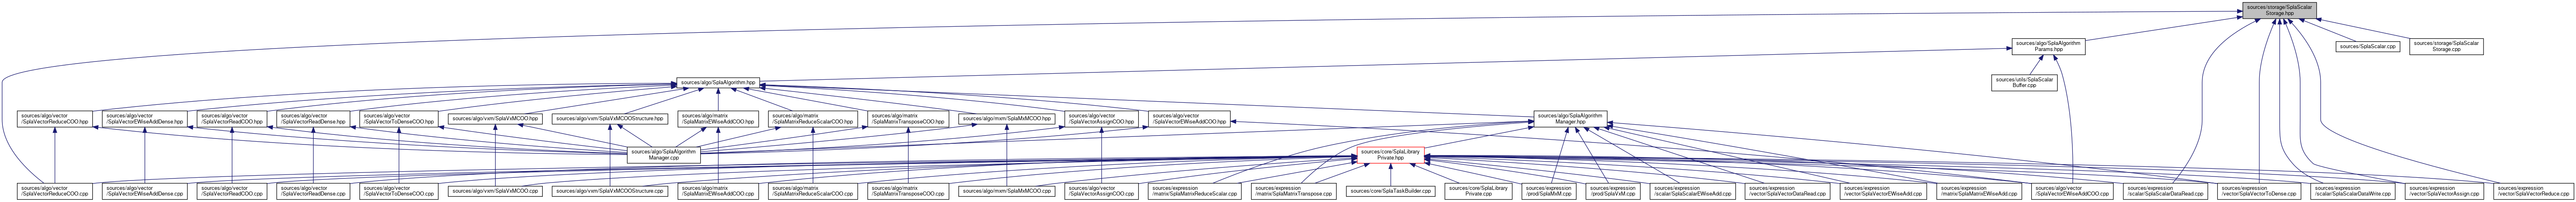 sources/storage/SplaScalar
Storage.hpp
sources/algo/SplaAlgorithm
Params.hpp
sources/SplaScalar.cpp
sources/storage/SplaScalar
Storage.cpp
sources/algo/SplaAlgorithm.hpp
sources/utils/SplaScalar
Buffer.cpp
sources/algo/vector
/SplaVectorReduceCOO.hpp
sources/algo/vector
/SplaVectorEWiseAddDense.hpp
sources/algo/vector
/SplaVectorReadCOO.hpp
sources/algo/vector
/SplaVectorReadDense.hpp
sources/algo/vector
/SplaVectorToDenseCOO.hpp
sources/algo/vxm/SplaVxMCOO.hpp
sources/algo/vxm/SplaVxMCOOStructure.hpp
sources/algo/matrix
/SplaMatrixEWiseAddCOO.hpp
sources/algo/matrix
/SplaMatrixReduceScalarCOO.hpp
sources/algo/matrix
/SplaMatrixTransposeCOO.hpp
sources/algo/mxm/SplaMxMCOO.hpp
sources/algo/vector
/SplaVectorAssignCOO.hpp
sources/algo/vector
/SplaVectorEWiseAddCOO.hpp
sources/algo/SplaAlgorithm
Manager.hpp
sources/algo/SplaAlgorithm
Manager.cpp
sources/core/SplaLibrary
Private.hpp
sources/algo/vector
/SplaVectorReduceCOO.cpp
sources/algo/vector
/SplaVectorEWiseAddDense.cpp
sources/algo/vector
/SplaVectorReadCOO.cpp
sources/algo/vector
/SplaVectorReadDense.cpp
sources/algo/vector
/SplaVectorToDenseCOO.cpp
sources/algo/vxm/SplaVxMCOO.cpp
sources/algo/vxm/SplaVxMCOOStructure.cpp
sources/algo/matrix
/SplaMatrixEWiseAddCOO.cpp
sources/algo/matrix
/SplaMatrixReduceScalarCOO.cpp
sources/algo/matrix
/SplaMatrixTransposeCOO.cpp
sources/algo/mxm/SplaMxMCOO.cpp
sources/algo/vector
/SplaVectorAssignCOO.cpp
sources/expression
/matrix/SplaMatrixReduceScalar.cpp
sources/expression
/matrix/SplaMatrixTranspose.cpp
sources/core/SplaTaskBuilder.cpp
sources/core/SplaLibrary
Private.cpp
sources/expression
/prod/SplaMxM.cpp
sources/expression
/prod/SplaVxM.cpp
sources/expression
/scalar/SplaScalarEWiseAdd.cpp
sources/expression
/vector/SplaVectorDataRead.cpp
sources/expression
/vector/SplaVectorEWiseAdd.cpp
sources/expression
/matrix/SplaMatrixEWiseAdd.cpp
sources/algo/vector
/SplaVectorEWiseAddCOO.cpp
sources/expression
/scalar/SplaScalarDataRead.cpp
sources/expression
/vector/SplaVectorToDense.cpp
sources/expression
/scalar/SplaScalarDataWrite.cpp
sources/expression
/vector/SplaVectorAssign.cpp
sources/expression
/vector/SplaVectorReduce.cpp